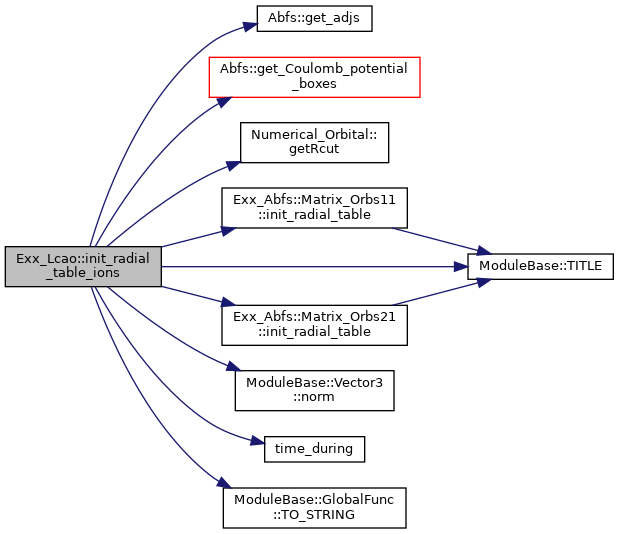 Abfs::get_adjs
Abfs::get_Coulomb_potential
_boxes
Numerical_Orbital::
getRcut
Exx_Abfs::Matrix_Orbs11
::init_radial_table
Exx_Lcao::init_radial
_table_ions
ModuleBase::TITLE
Exx_Abfs::Matrix_Orbs21
::init_radial_table
ModuleBase::Vector3
::norm
time_during
ModuleBase::GlobalFunc
::TO_STRING